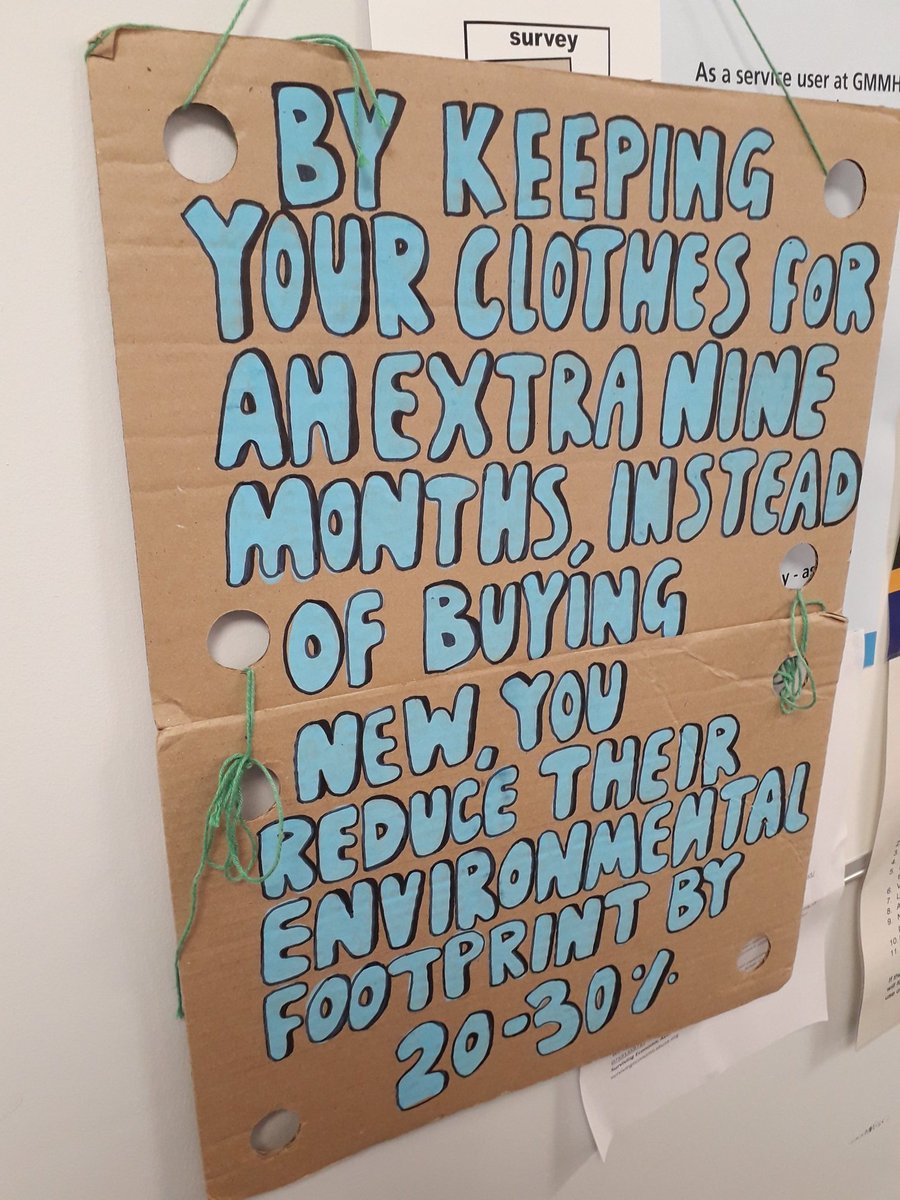 survey
As a service user at GMMH
BY KEEPING
YOUR CLOTHES FOR
AN EXTRA NINE
MONTHS, INSTEAD
OF BUYING
NEW, YOU
REDUCE THEIR
ENVIRONMENTAL
FOOTPRINT BY
20-30%